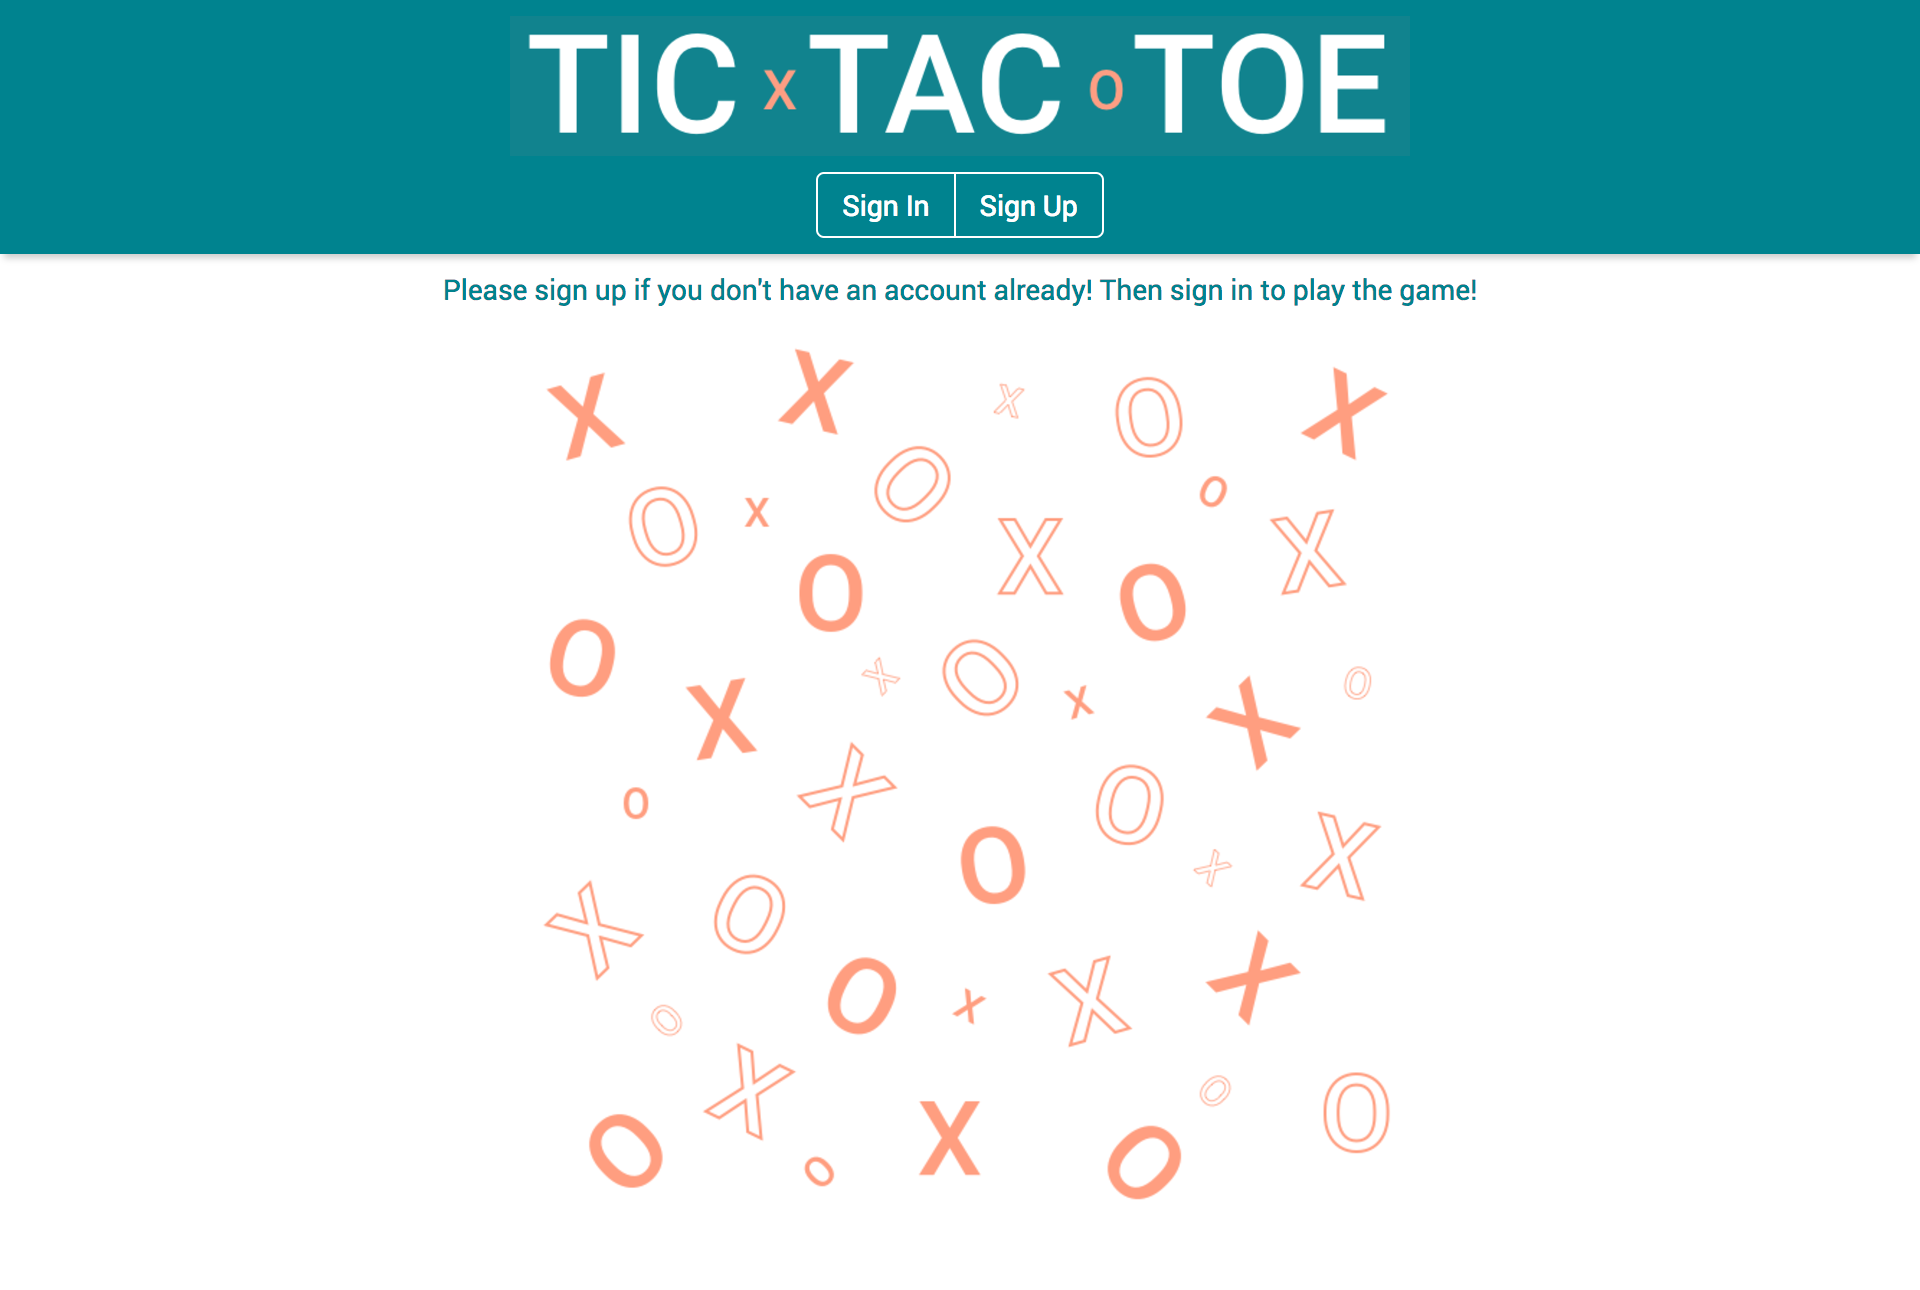 TIC X TAC O TOE
Sign In Sign Up
Please sign up if you don't have an account already! Then sign in to play the game!
X X X O X
O X O O
X X
O O
O
X X O X X O
X O
O O X X
X O
O X X X
O
X O O
O O X O